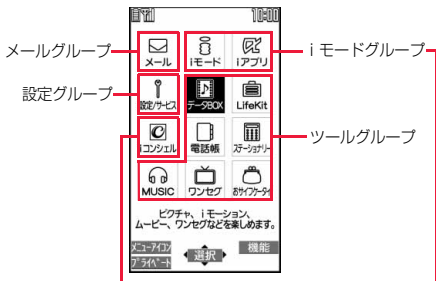 10:00
メールグループ
メール
iモード
iアプリ
iモードグループ
設定グループ
設定/サービス
データBOX
LifeKit
iコンシェル
電話帳
ステーショナリー
ツールグループ
MUSIC
ワンセグ
おサイフケータイ
ピクチャ、iモーション、
ムービー、ワンセグなどを楽しめます。
メニューアイコン
プライベート
選択
機能